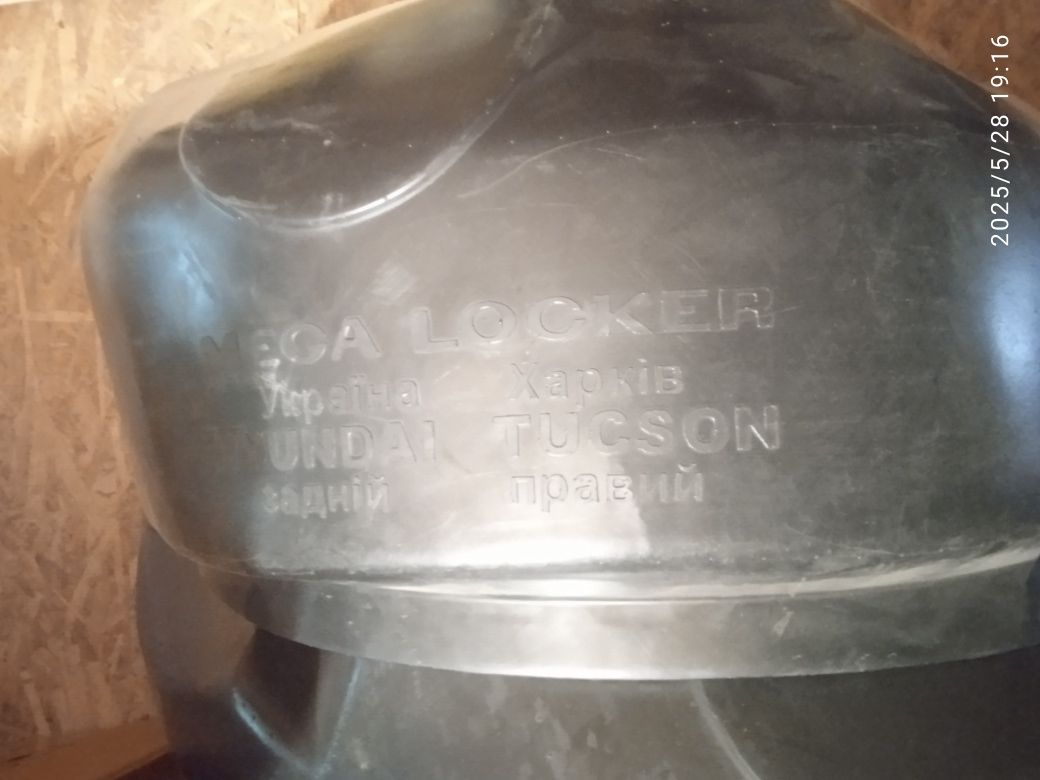 MEGA LOCKER
Україна Харків
HYUNDAI TUCSON
задній правий
2025/5/28 19:16